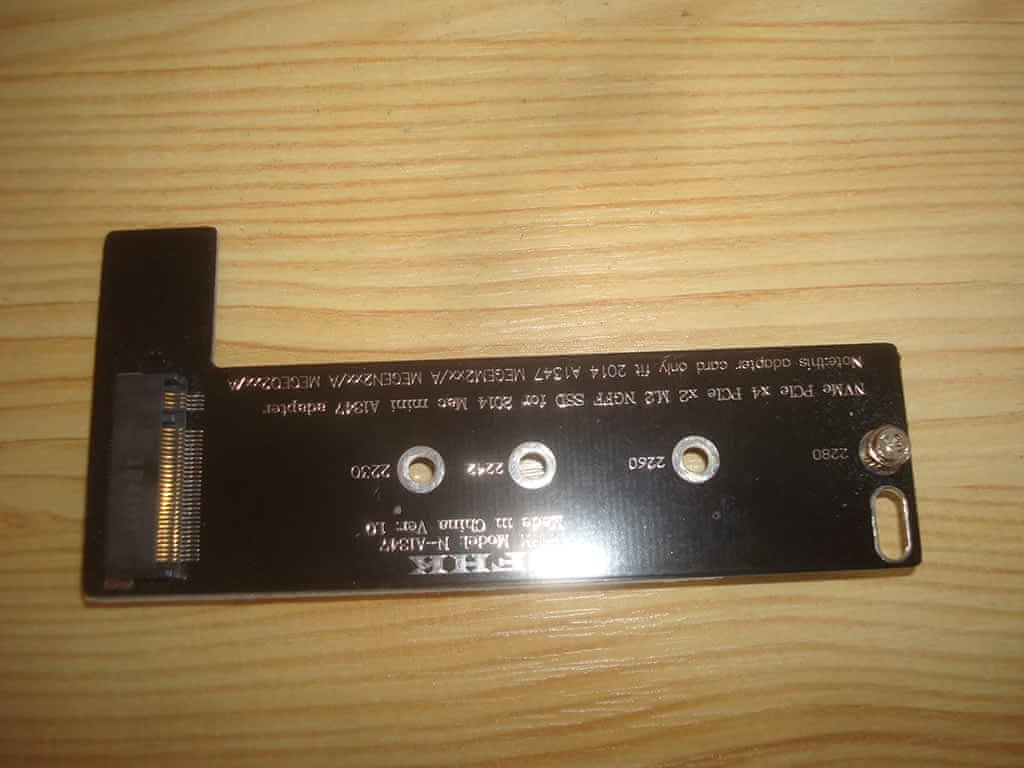 Model: N-A1347
Made in China Ver: 1.0
2280 2260 2242 2230
NVMe PCIe x4 PCIe x2 M.2 NGFF SSD for 2014 Mac mini A1347 adapter
Note:this adapter card only fit 2014 A1347 MEGEM2xx/A MEGEN2xx/A MEGEQ2xx/A